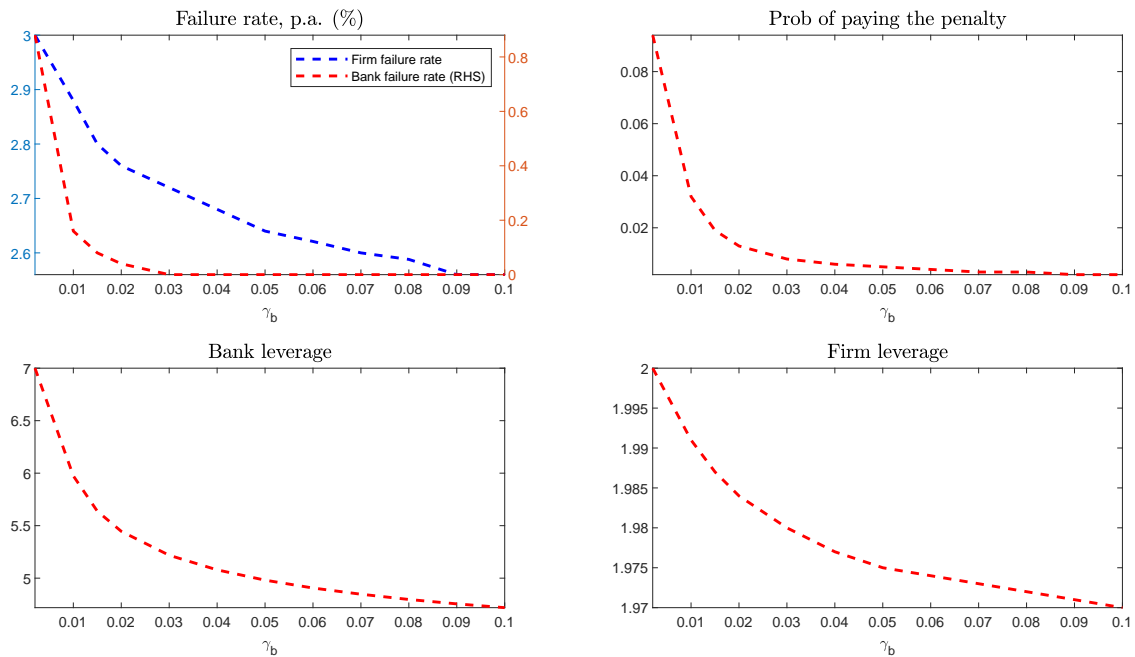 Failure rate, p.a. (%)
3
2.9
2.8
2.7
2.6
0.8
0.6
0.4
0.2
0
Firm failure rate
Bank failure rate (RHS)
0.01 0.02 0.03 0.04 0.05 0.06 0.07 0.08 0.09 0.1
γb
Prob of paying the penalty
0.08
0.06
0.04
0.02
0.01 0.02 0.03 0.04 0.05 0.06 0.07 0.08 0.09 0.1
γb
Bank leverage
7
6.5
6
5.5
5
0.01 0.02 0.03 0.04 0.05 0.06 0.07 0.08 0.09 0.1
γb
Firm leverage
2
1.995
1.99
1.985
1.98
1.975
1.97
0.01 0.02 0.03 0.04 0.05 0.06 0.07 0.08 0.09 0.1
γb